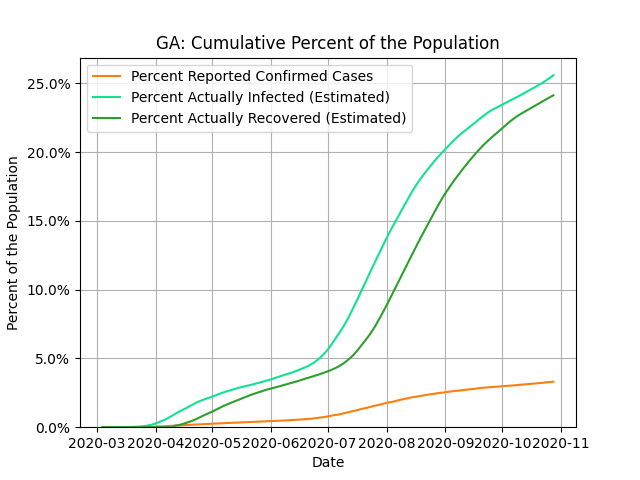 GA: Cumulative Percent of the Population
Percent Reported Confirmed Cases
Percent Actually Infected (Estimated)
Percent Actually Recovered (Estimated)
Percent of the Population
25.0%
20.0%
15.0%
10.0%
5.0%
0.0%
2020-03 2020-04 2020-05 2020-06 2020-07 2020-08 2020-09 2020-10 2020-11
Date